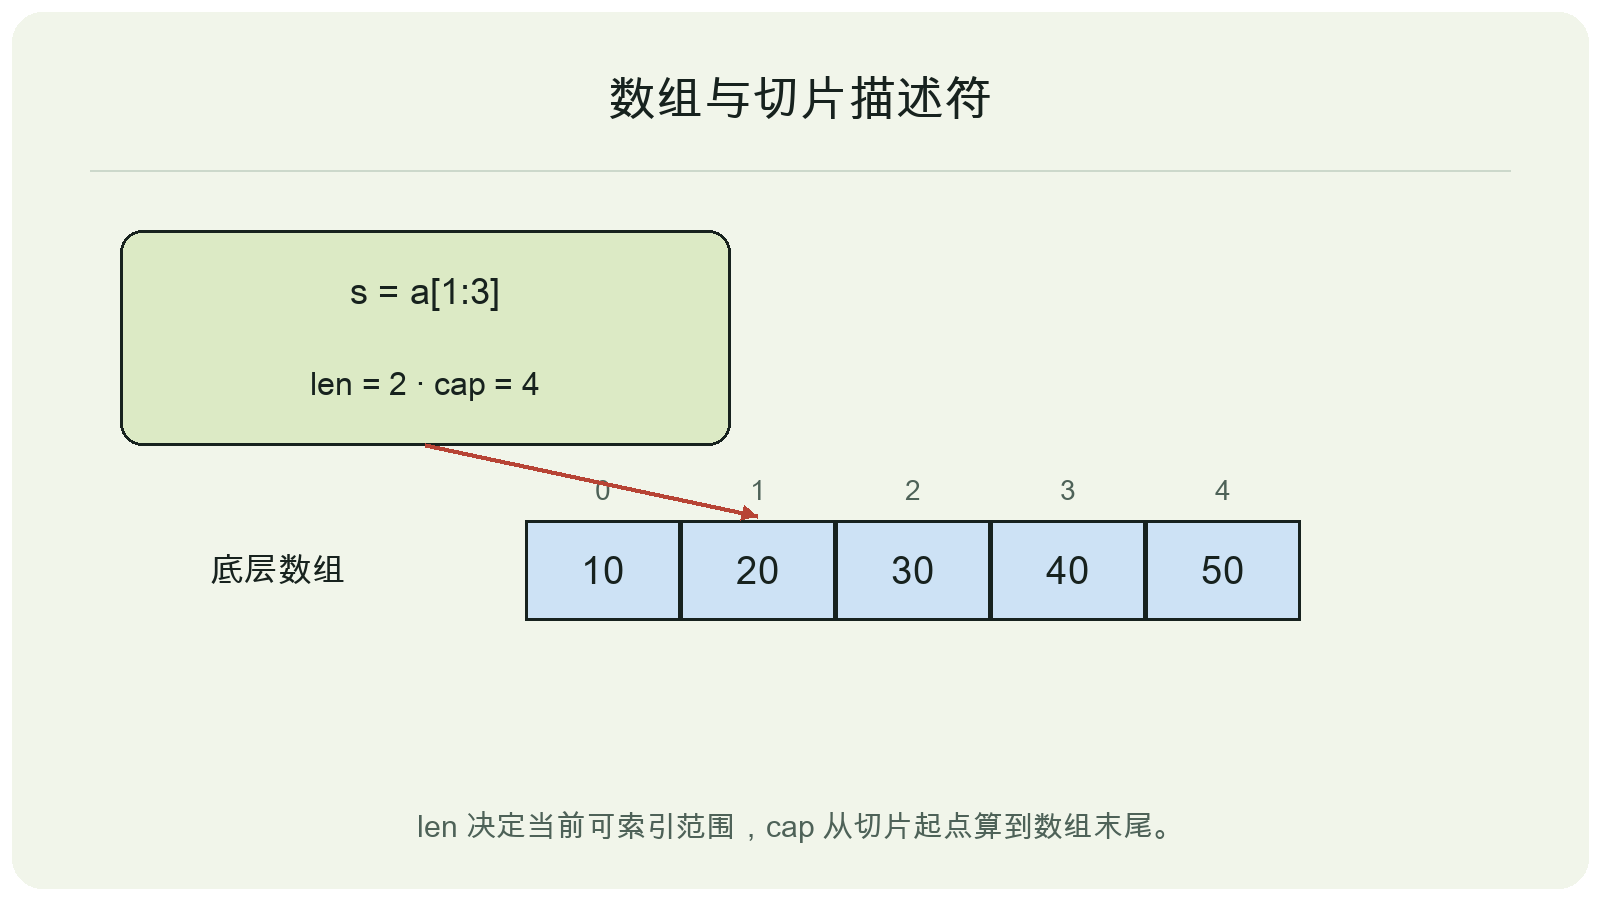 数组与切片描述符
s = a[1:3]
len = 2 · cap = 4
0 1 2 3 4
底层数组 10 20 30 40 50
len 决定当前可索引范围，cap 从切片起点算到数组末尾。